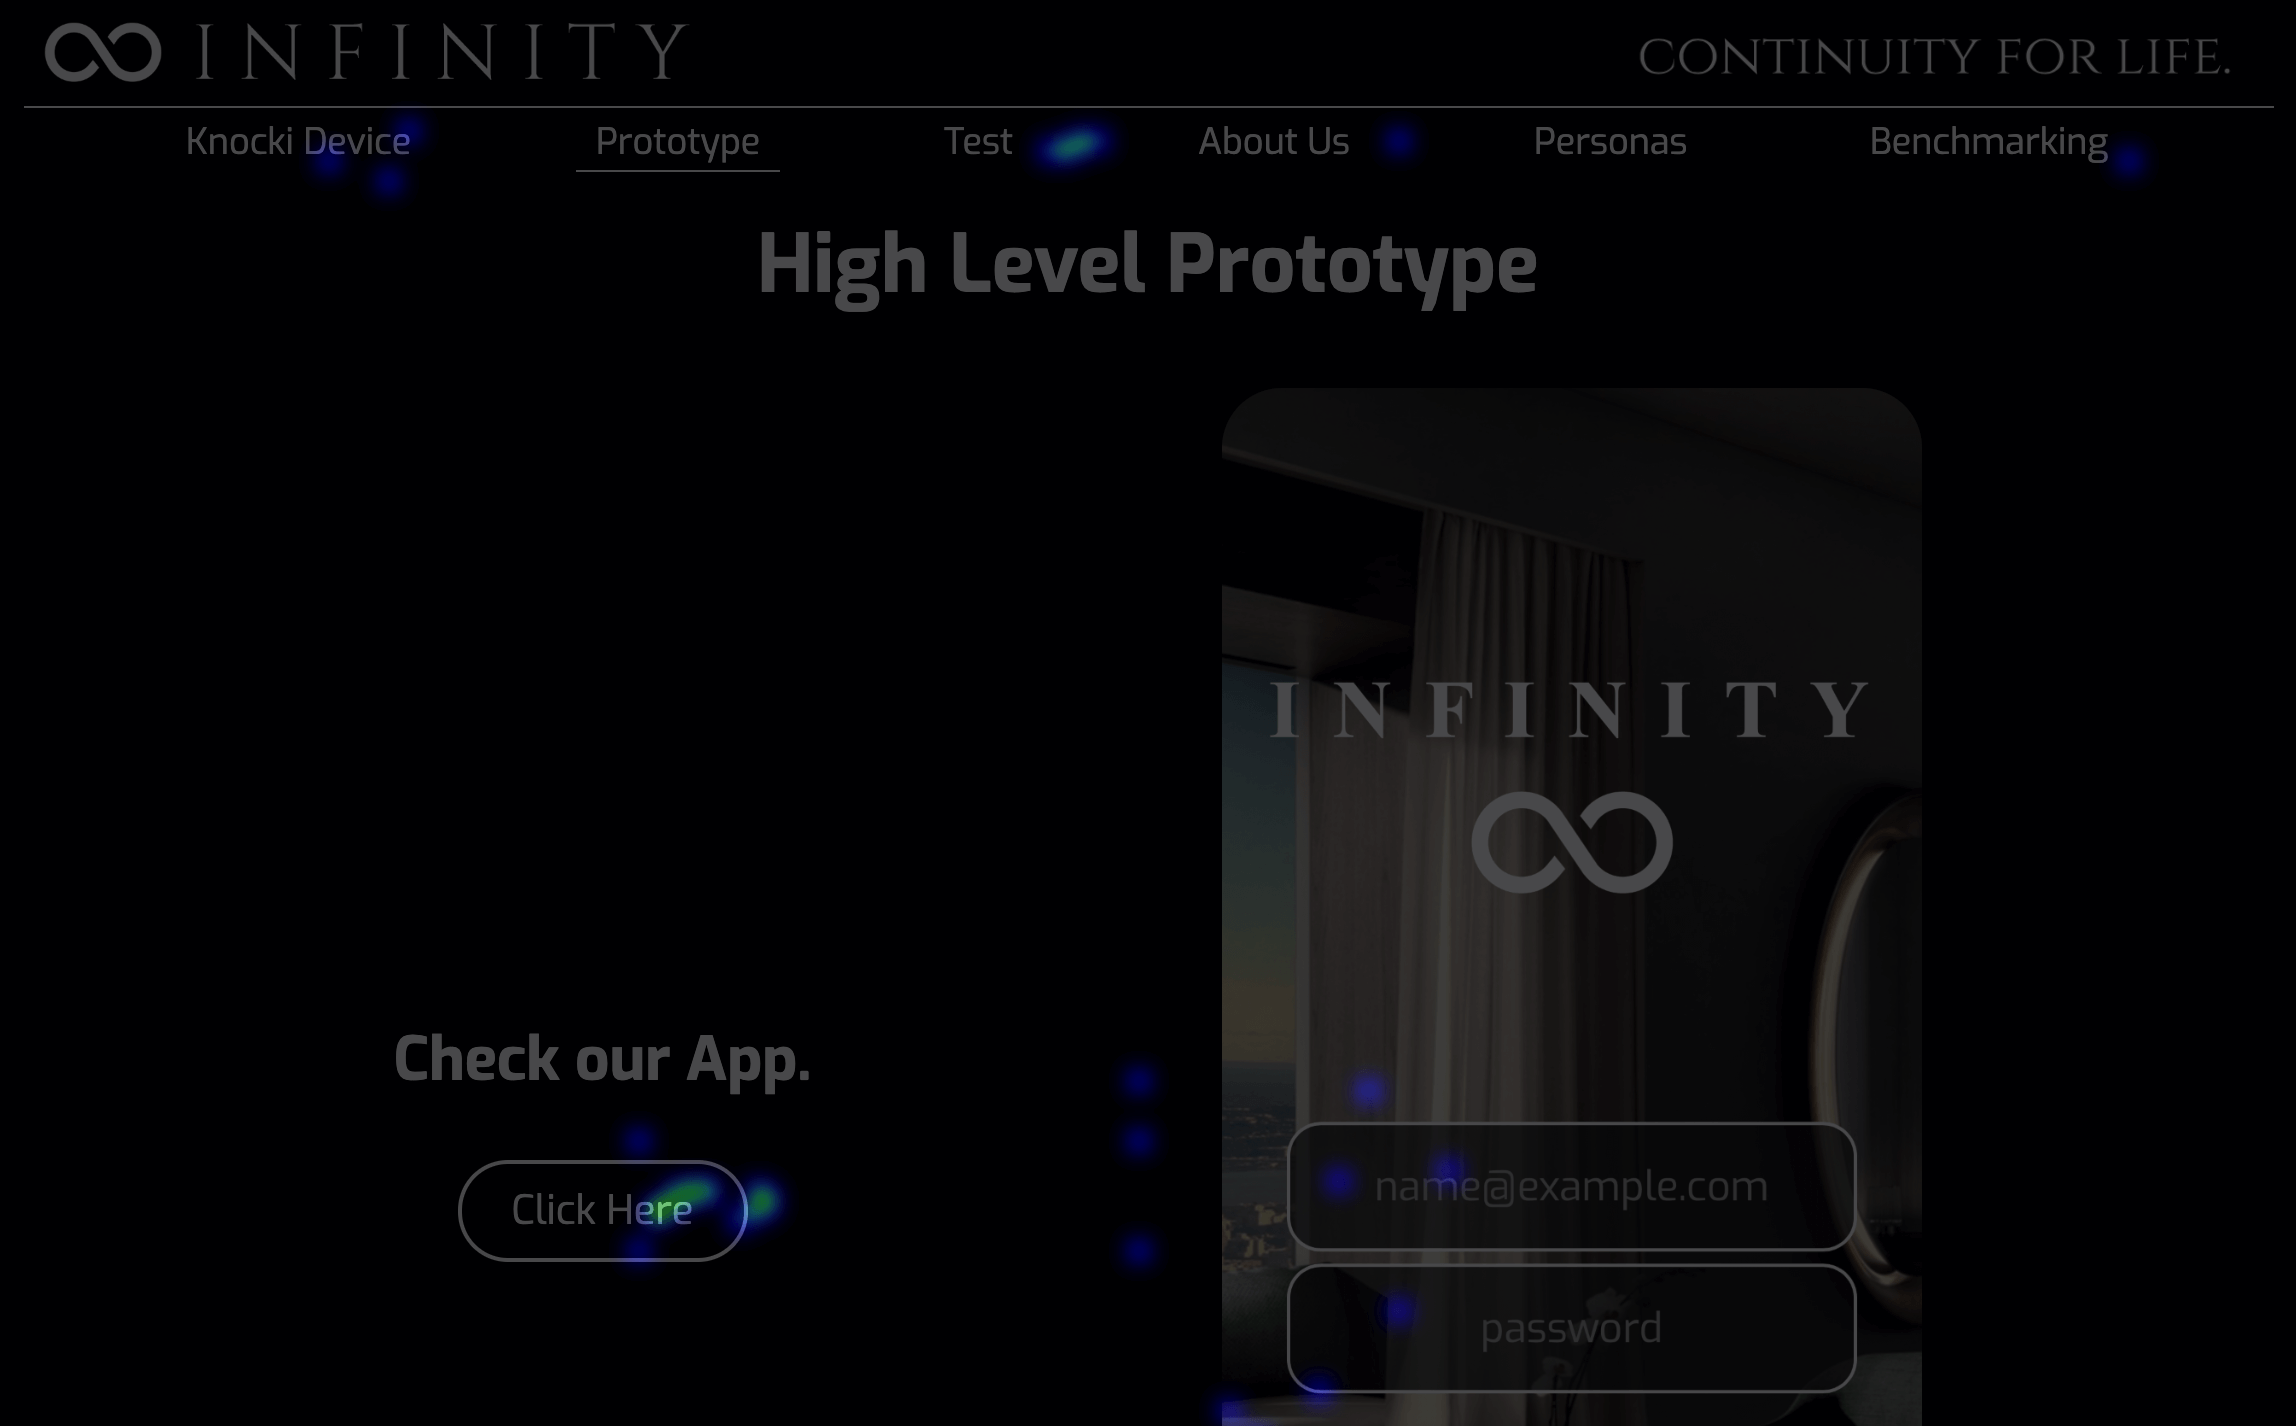 INFINITY
CONTINUITY FOR LIFE.
Knocki Device
Prototype
Test
About Us
Personas
Benchmarking
High Level Prototype
INFINITY
Check our App.
Click Here
name@example.com
password